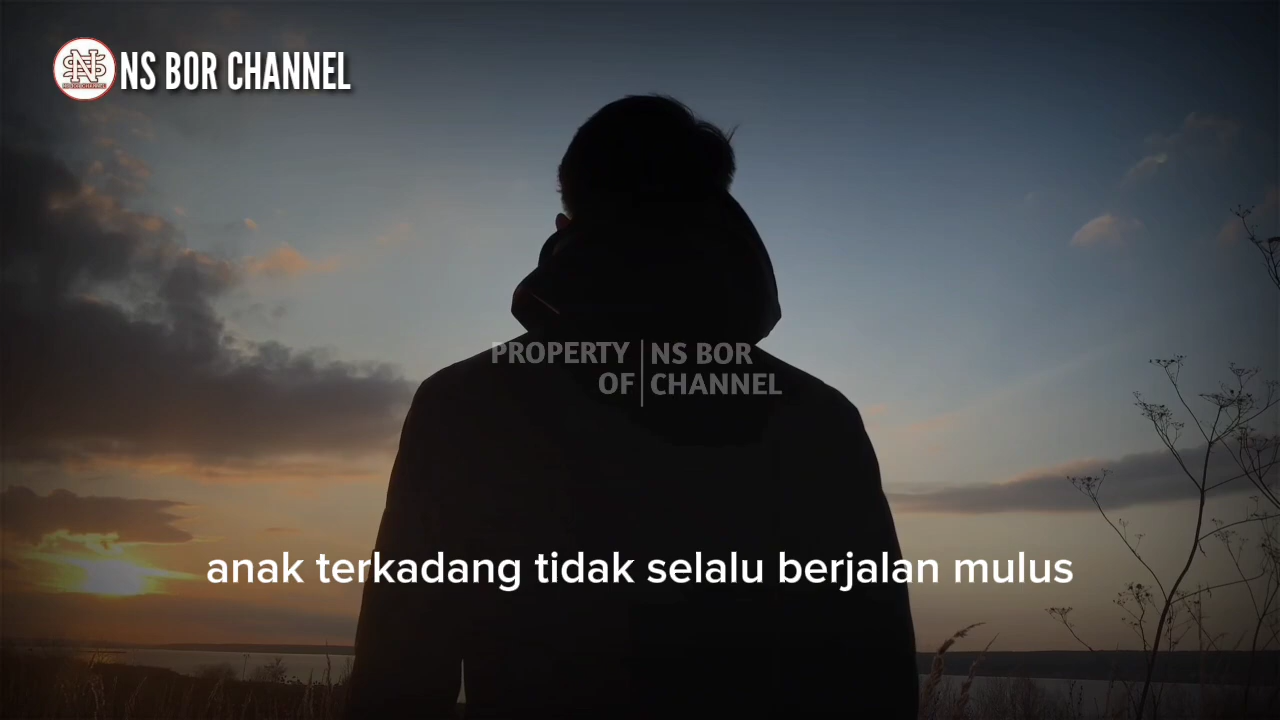 NS BOR CHANNEL
PROPERTY NS BOR
OF CHANNEL
anak terkadang tidak selalu berjalan mulus